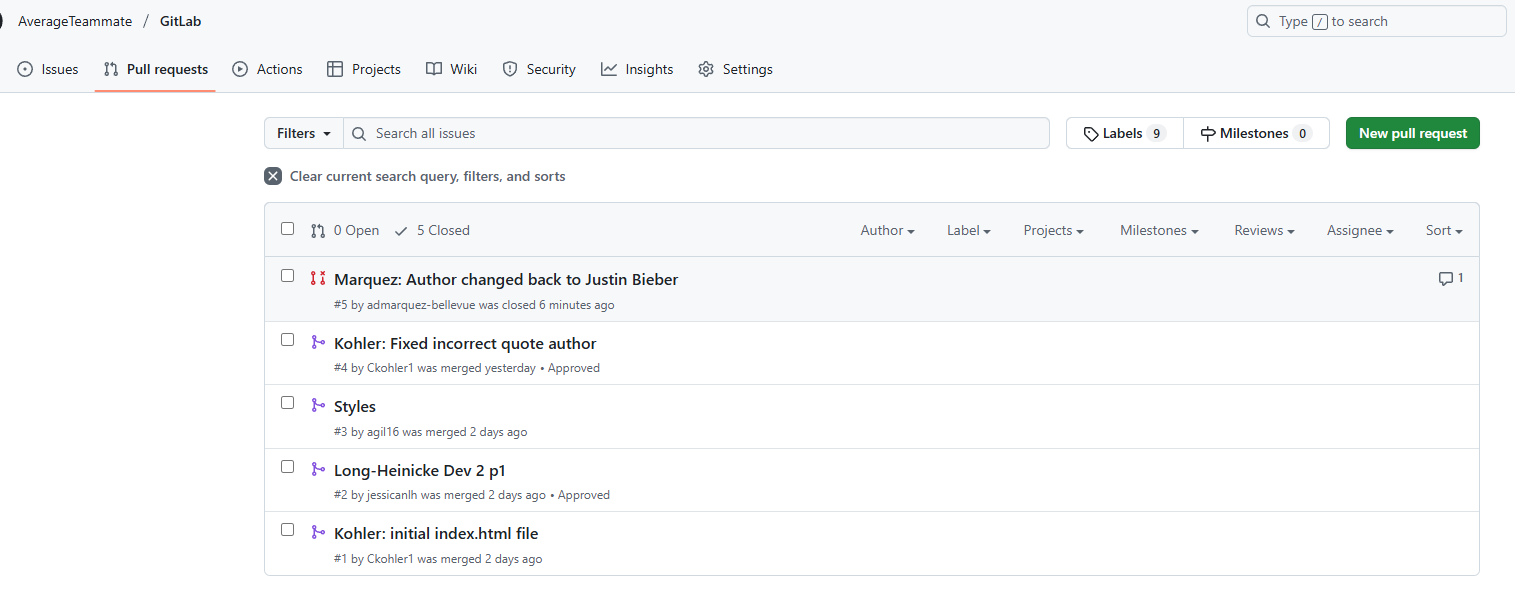 AverageTeammate / GitLab
Type / to search
Issues Pull requests Actions Projects Wiki Security Insights Settings
Filters Search all issues Labels 9 Milestones 0 New pull request
Clear current search query, filters, and sorts
0 Open 5 Closed Author Label Projects Milestones Reviews Assignee Sort
Marquez: Author changed back to Justin Bieber 1
#5 by admarquez-bellevue was closed 6 minutes ago
Kohler: Fixed incorrect quote author
#4 by Ckohler1 was merged yesterday • Approved
Styles
#3 by agil16 was merged 2 days ago
Long-Heinicke Dev 2 p1
#2 by jessicanlh was merged 2 days ago • Approved
Kohler: initial index.html file
#1 by Ckohler1 was merged 2 days ago